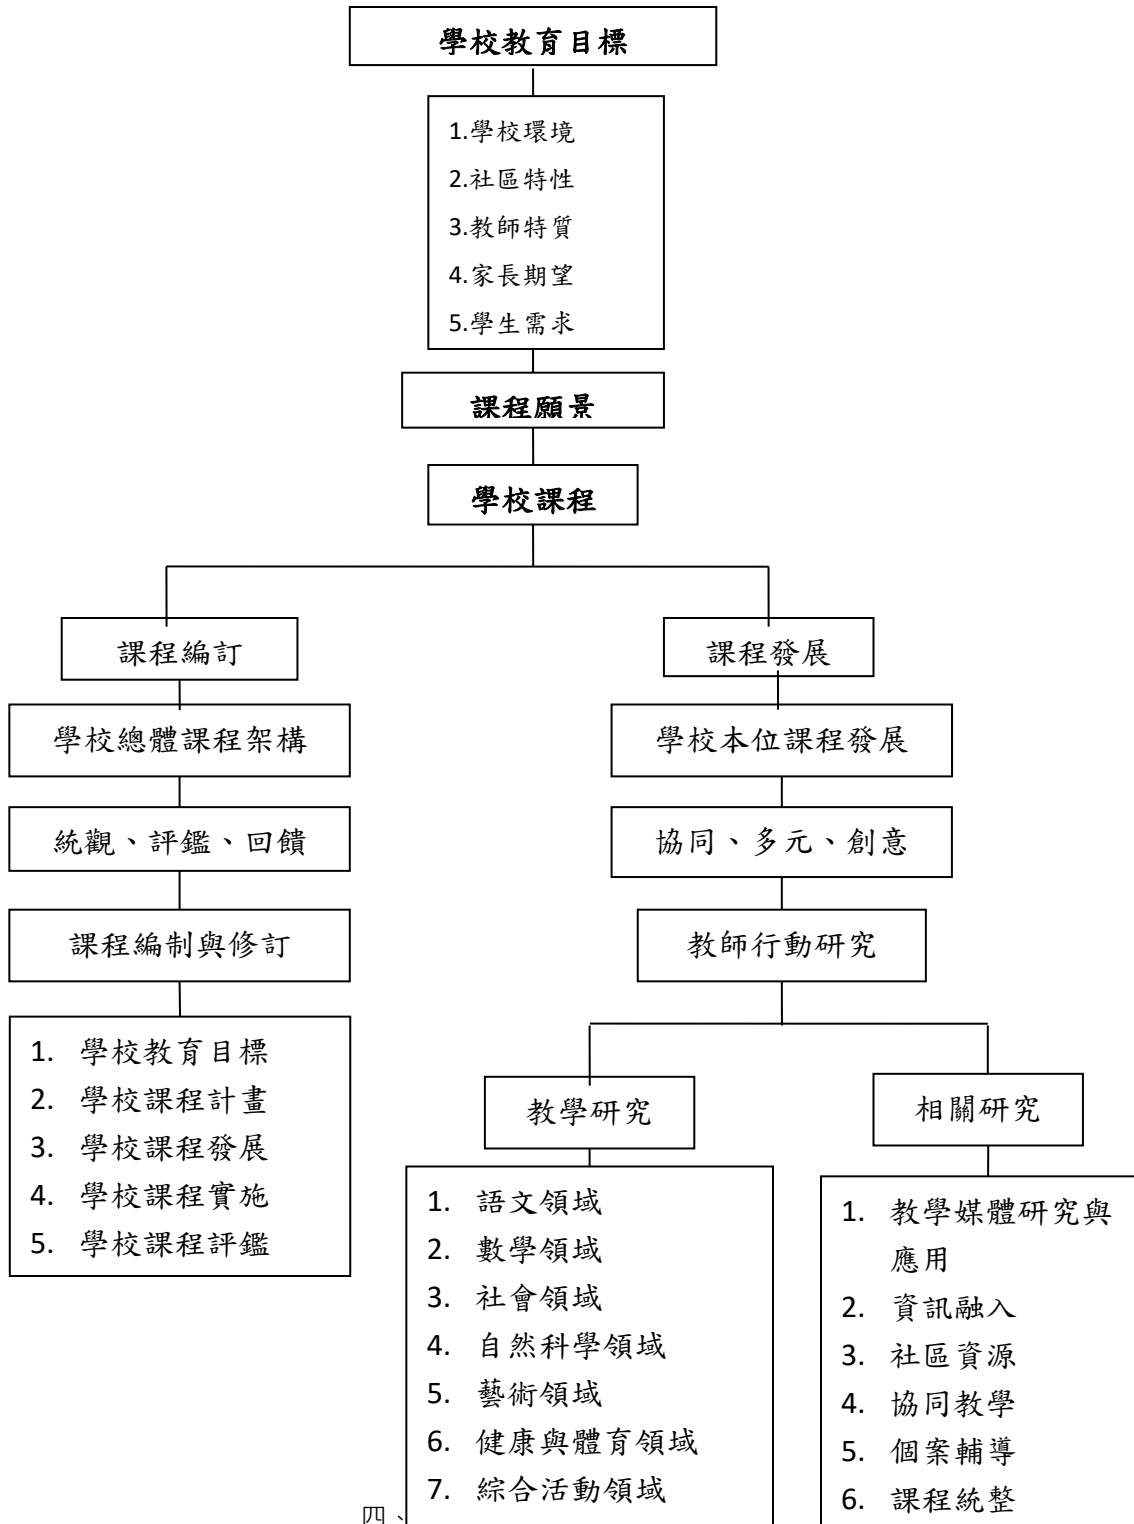 學校教育目標
1.學校環境
2.社區特性
3.教師特質
4.家長期望
5.學生需求
課程願景
學校課程
課程編訂
學校總體課程架構
統觀、評鑑、回饋
課程編制與修訂
1. 學校教育目標
2. 學校課程計畫
3. 學校課程發展
4. 學校課程實施
5. 學校課程評鑑
課程發展
學校本位課程發展
協同、多元、創意
教師行動研究
教學研究
1. 語文領域
2. 數學領域
3. 社會領域
4. 自然科學領域
5. 藝術領域
6. 健康與體育領域
7. 綜合活動領域
相關研究
1. 教學媒體研究與
應用
2. 資訊融入
3. 社區資源
4. 協同教學
5. 個案輔導
6. 課程統整
四、